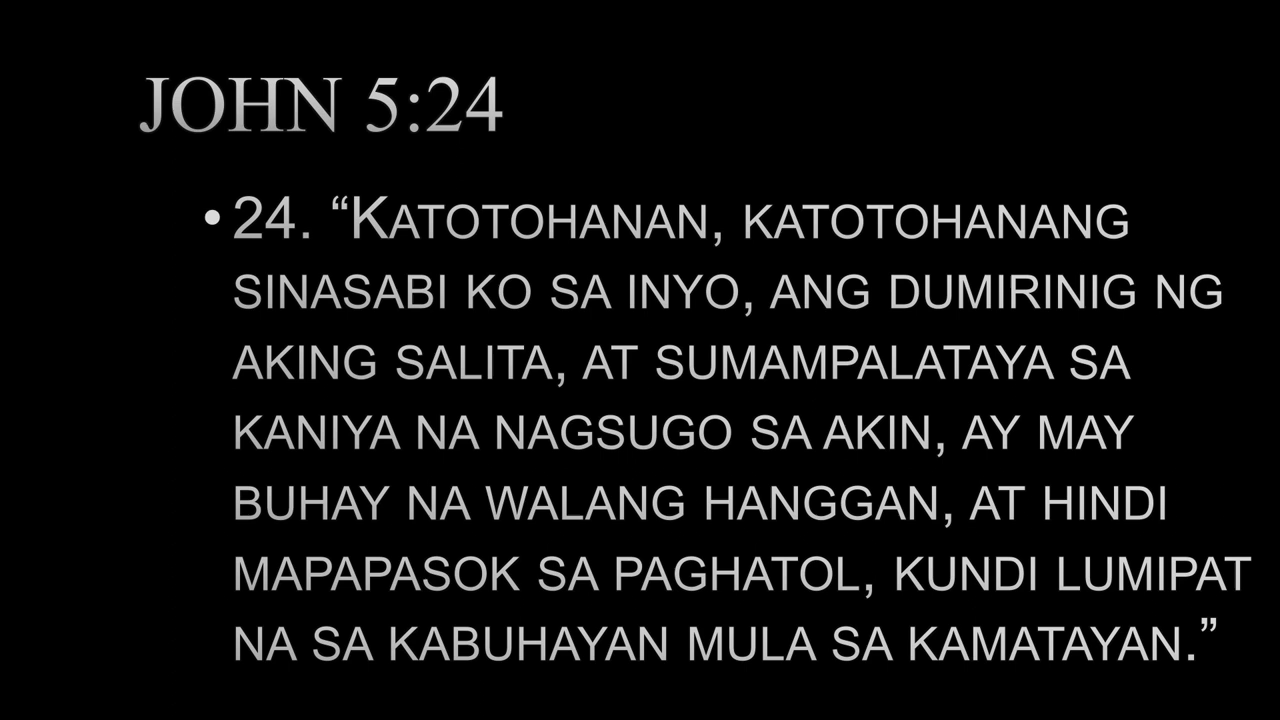 JOHN 5:24
• 24. “KATOTOHANAN, KATOTOHANANG
SINASABI KO SA INYO, ANG DUMIRINIG NG
AKING SALITA, AT SUMAMPALATAYA SA
KANIYA NA NAGSUGO SA AKIN, AY MAY
BUHAY NA WALANG HANGGAN, AT HINDI
MAPAPASOK SA PAGHATOL, KUNDI LUMIPAT
NA SA KABUHAYAN MULA SA KAMATAYAN.”